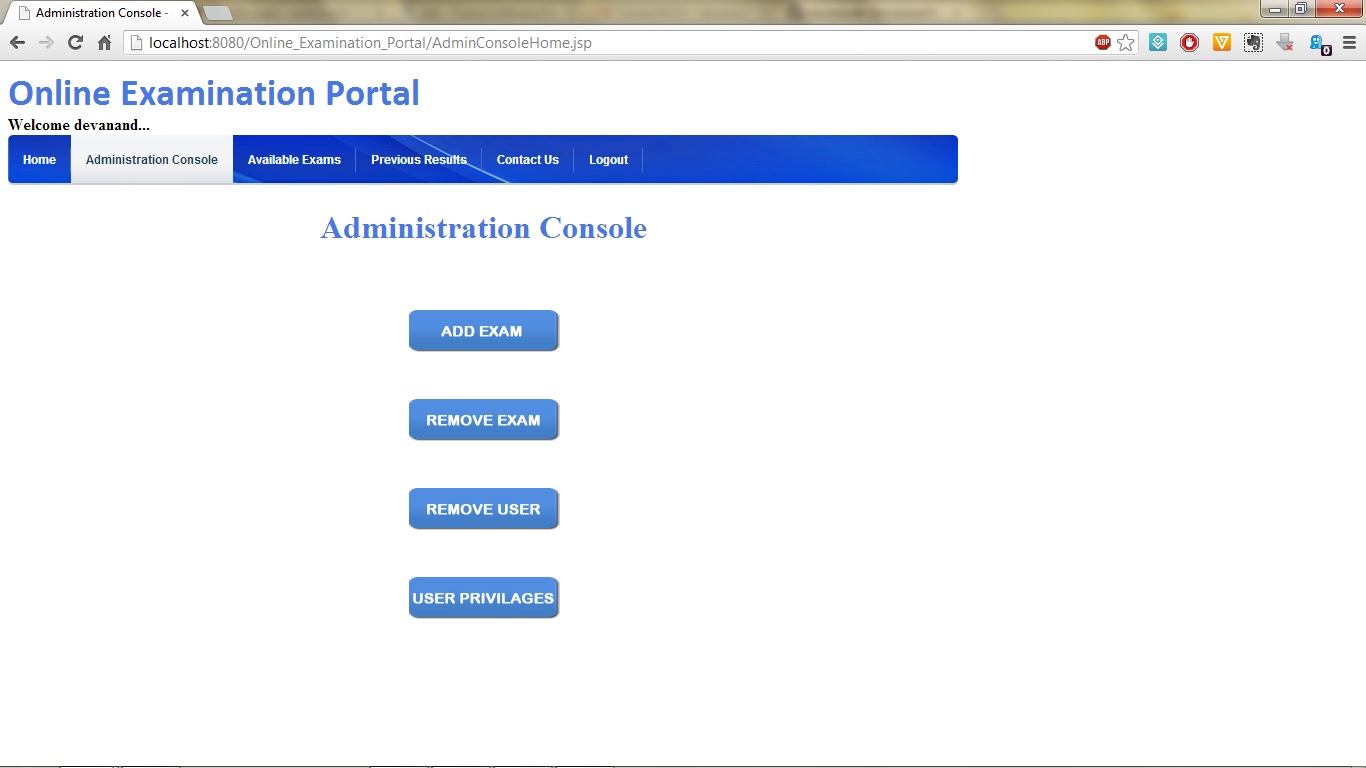 Administration Console -
localhost:8080/Online_Examination_Portal/AdminConsoleHome.jsp
ABP
0
Online Examination Portal
Welcome devanand...
Home Administration Console Available Exams Previous Results Contact Us Logout
Administration Console
ADD EXAM
REMOVE EXAM
REMOVE USER
USER PRIVILAGES